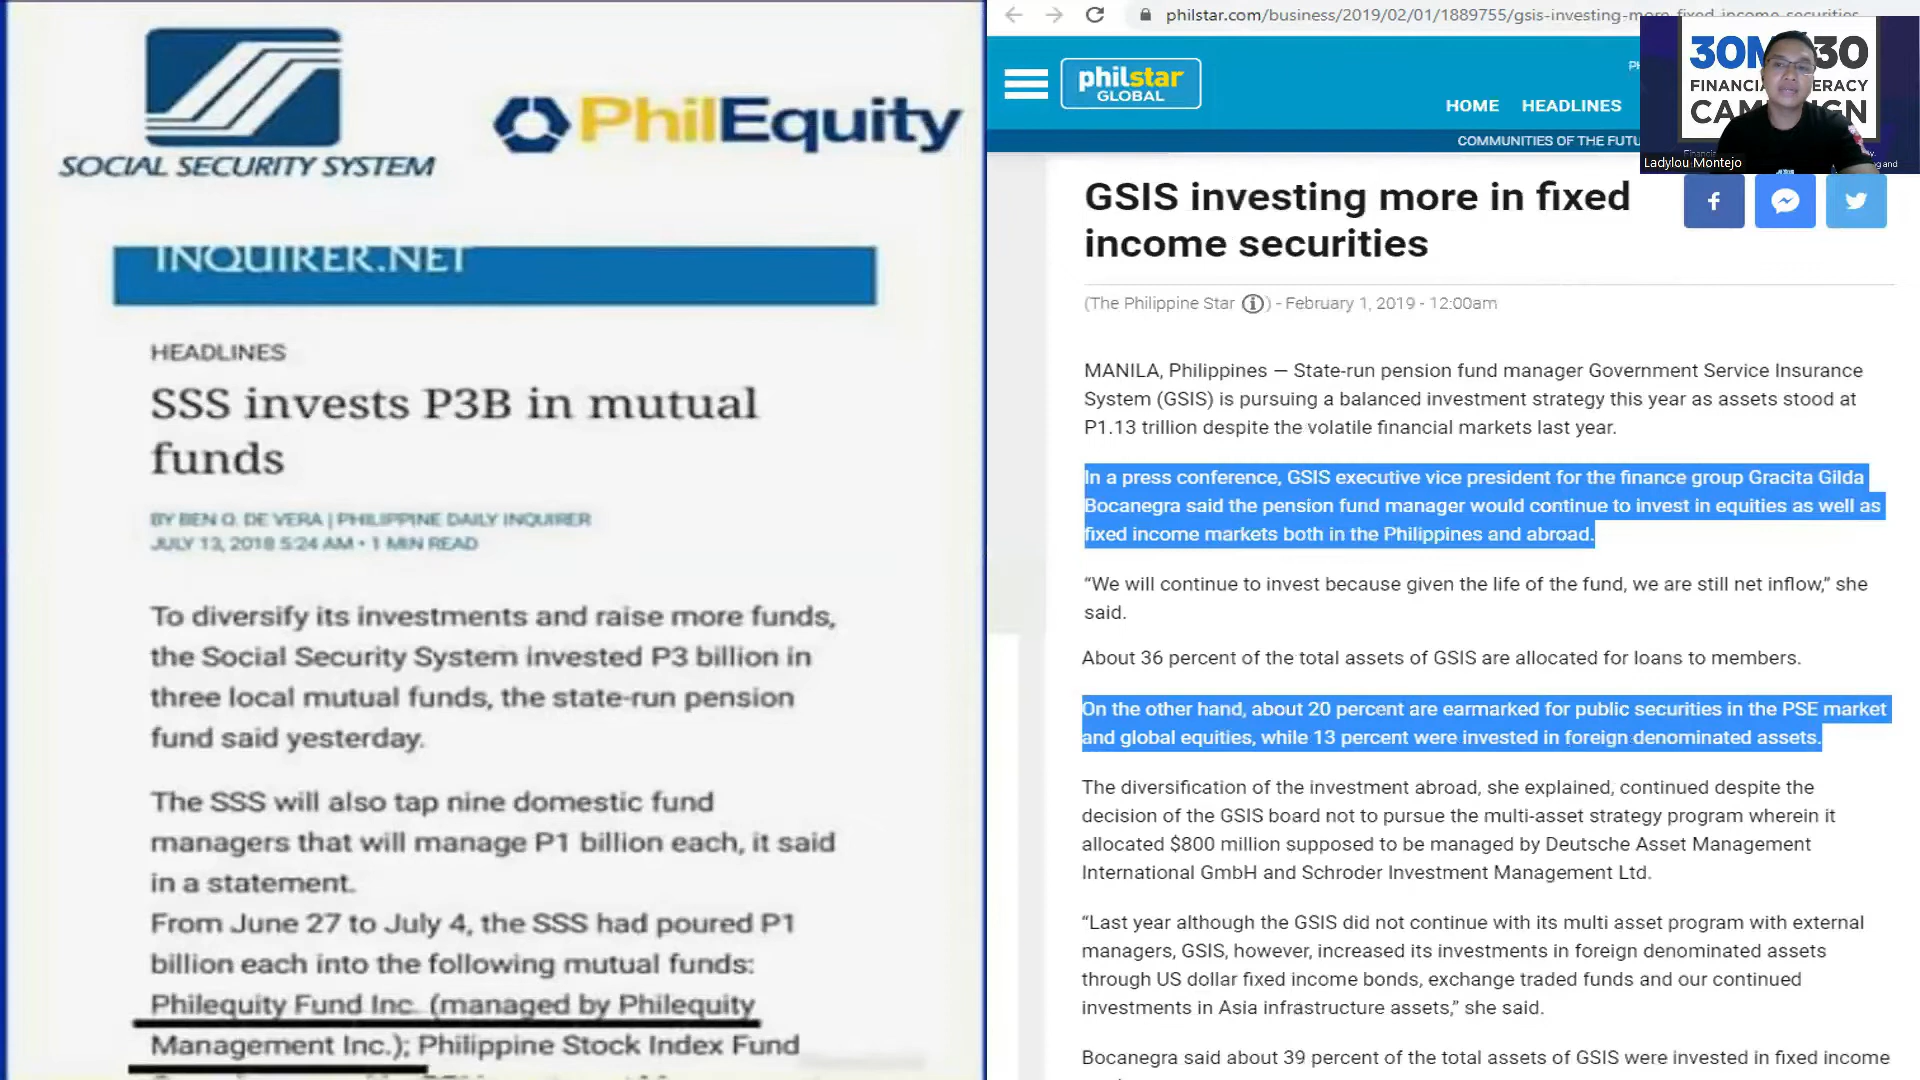 SOCIAL SECURITY SYSTEM
PhilEquity
INQUIRER.NET
HEADLINES
SSS invests P3B in mutual
funds
BY BEN O. DE VERA | PHILIPPINE DAILY INQUIRER
JULY 13, 2018 5:24 AM • 1 MIN READ
To diversify its investments and raise more funds,
the Social Security System invested P3 billion in
three local mutual funds, the state-run pension
fund said yesterday.
The SSS will also tap nine domestic fund
managers that will manage P1 billion each, it said
in a statement.
From June 27 to July 4, the SSS had poured P1
billion each into the following mutual funds:
Philequity Fund Inc. (managed by Philequity
Management Inc.); Philippine Stock Index Fund
philstar.com/business/2019/02/01/1889755/gsis-investing-more-fixed-income-securities
philstar
GLOBAL
HOME HEADLINES
COMMUNITIES OF THE FUTU
30M
30
FINANCI
ERACY
CA
GN
Ladylou Montejo
GSIS investing more in fixed
income securities
(The Philippine Star ) - February 1, 2019 - 12:00am
MANILA, Philippines — State-run pension fund manager Government Service Insurance
System (GSIS) is pursuing a balanced investment strategy this year as assets stood at
P1.13 trillion despite the volatile financial markets last year.
In a press conference, GSIS executive vice president for the finance group Gracita Gilda
Bocanegra said the pension fund manager would continue to invest in equities as well as
fixed income markets both in the Philippines and abroad.
“We will continue to invest because given the life of the fund, we are still net inflow,” she
said.
About 36 percent of the total assets of GSIS are allocated for loans to members.
On the other hand, about 20 percent are earmarked for public securities in the PSE market
and global equities, while 13 percent were invested in foreign denominated assets.
The diversification of the investment abroad, she explained, continued despite the
decision of the GSIS board not to pursue the multi-asset strategy program wherein it
allocated $800 million supposed to be managed by Deutsche Asset Management
International GmbH and Schroder Investment Management Ltd.
“Last year although the GSIS did not continue with its multi asset program with external
managers, GSIS, however, increased its investments in foreign denominated assets
through US dollar fixed income bonds, exchange traded funds and our continued
investments in Asia infrastructure assets,” she said.
Bocanegra said about 39 percent of the total assets of GSIS were invested in fixed income